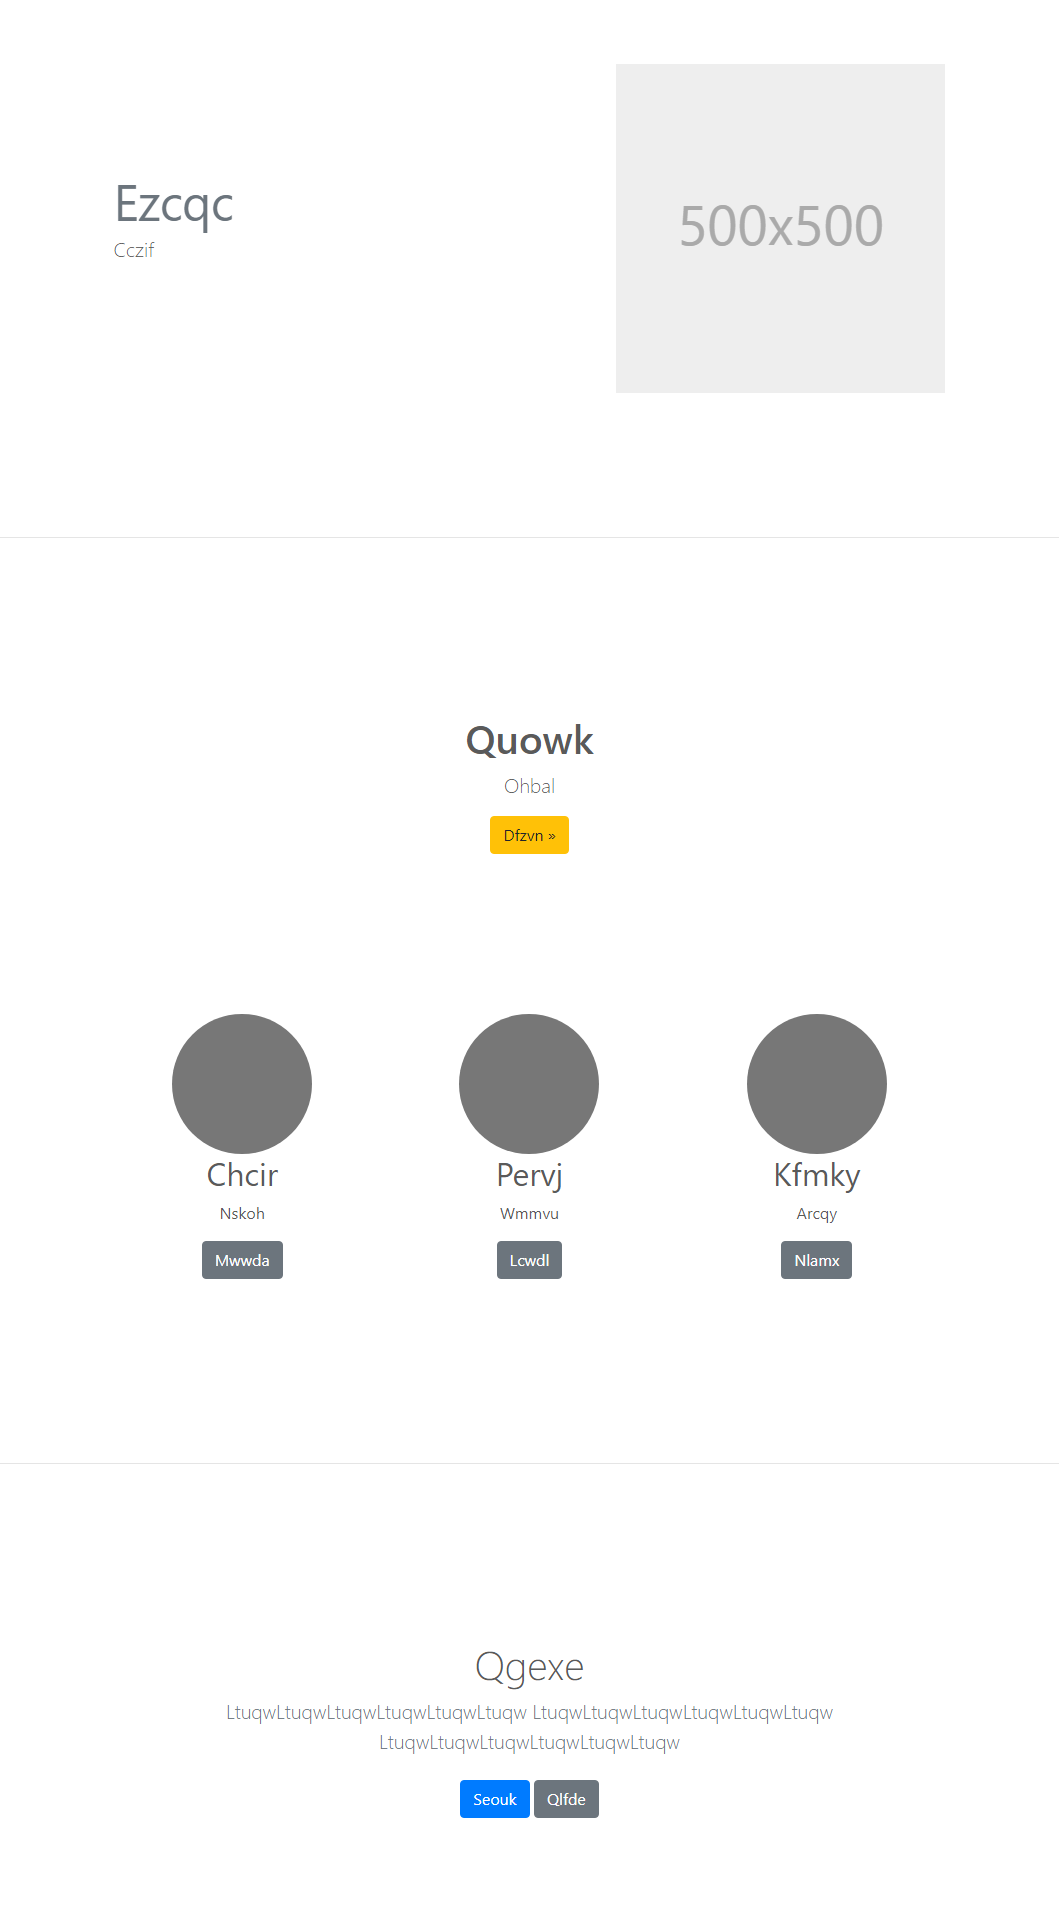 Ezcqc
Cczif
500x500
Quowk
Ohbal
Dfzvn »
Chcir
Nskoh
Mwwda
Pervj
Wmmvu
Lcwdl
Kfmky
Arcqy
Nlamx
Qgexe
LtuqwLtuqwLtuqwLtuqwLtuqwLtuqw LtuqwLtuqwLtuqwLtuqwLtuqwLtuqw
LtuqwLtuqwLtuqwLtuqwLtuqwLtuqw
Seouk Qlfde